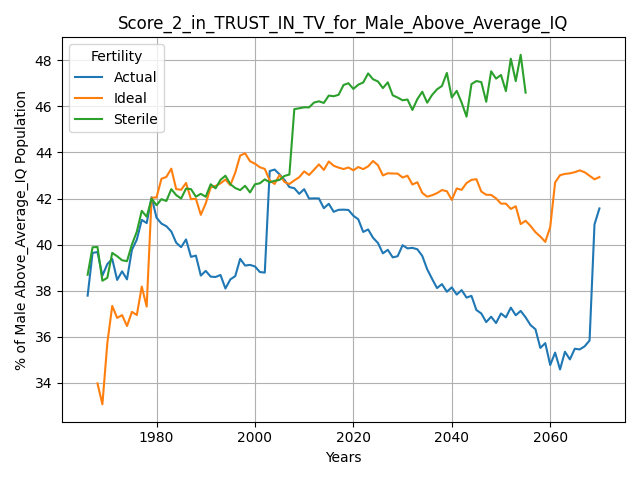 Score_2_in_TRUST_IN_TV_for_Male_Above_Average_IQ
% of Male Above_Average_IQ Population
Fertility
Actual
Ideal
Sterile
48
46
44
42
40
38
36
34
1980
2000
2020
2040
2060
Years